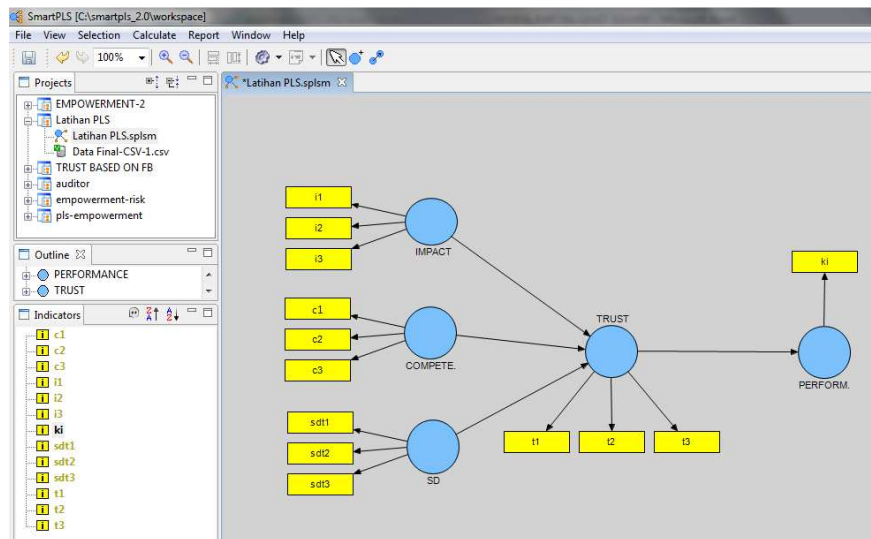 SmartPLS [C:\smartpls_2.0\workspace]
File View Selection Calculate Report Window Help
100%
Projects
EMPOWERMENT-2
Latihan PLS
Latihan PLS.splsm
Data Final-CSV-1.csv
TRUST BASED ON FB
auditor
empowerment-risk
pls-empowerment
Outline
PERFORMANCE
TRUST
Indicators
c1
c2
c3
i1
i2
i3
ki
sdt1
sdt2
sdt3
t1
t2
t3
*Latihan PLS.splsm
i1
i2
i3
IMPACT
c1
c2
c3
COMPETE.
sdt1
sdt2
sdt3
SD
TRUST
t1 t2 t3
ki
PERFORM.